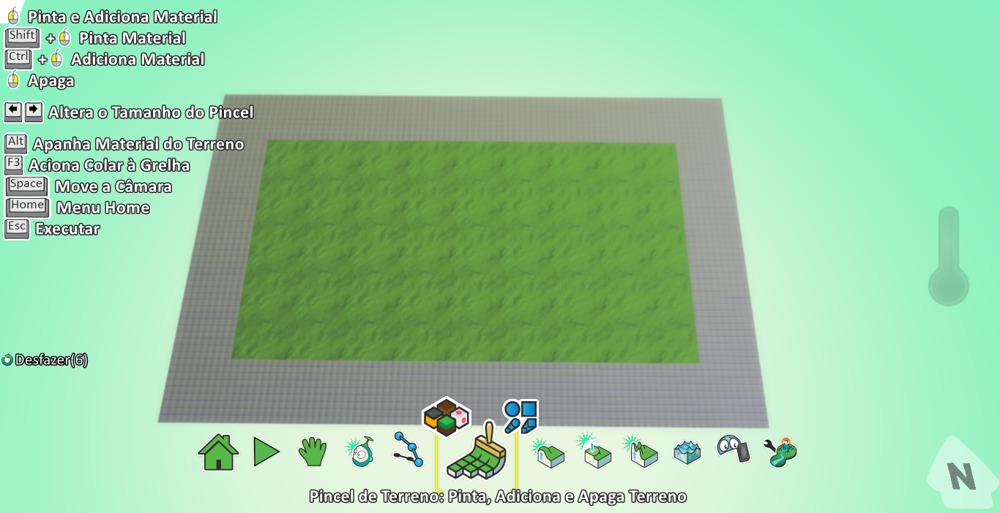 Pinta e Adiciona Material
Shift + Pinta Material
Ctrl + Adiciona Material
Apaga
Altera o Tamanho do Pincel
Alt Apanha Material do Terreno
F3 Aciona Colar à Grelha
Space Move a Câmara
Home Menu Home
Esc Executar
Desfazer(6)
Pincel de Terreno: Pinta, Adiciona e Apaga Terreno
N